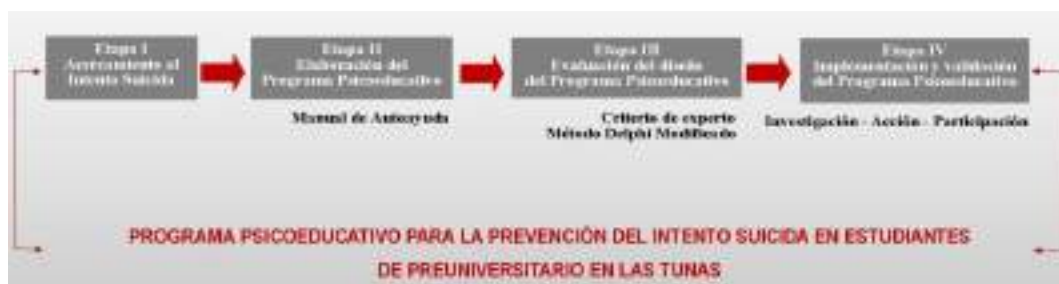 Etapa I
Acercamiento al
Intento Suicida
Etapa II
Elaboración del
Programa Psicoeducativo
Manual de Autoayuda
Etapa III
Evaluación del diseño
del Programa Psicoeducativo
Criterio de experto
Método Delphi Modificado
Etapa IV
Implementación y validación
del Programa Psicoeducativo
Investigación - Acción - Participación
PROGRAMA PSICOEDUCATIVO PARA LA PREVENCIÓN DEL INTENTO SUICIDA EN ESTUDIANTES
DE PREUNIVERSITARIO EN LAS TUNAS